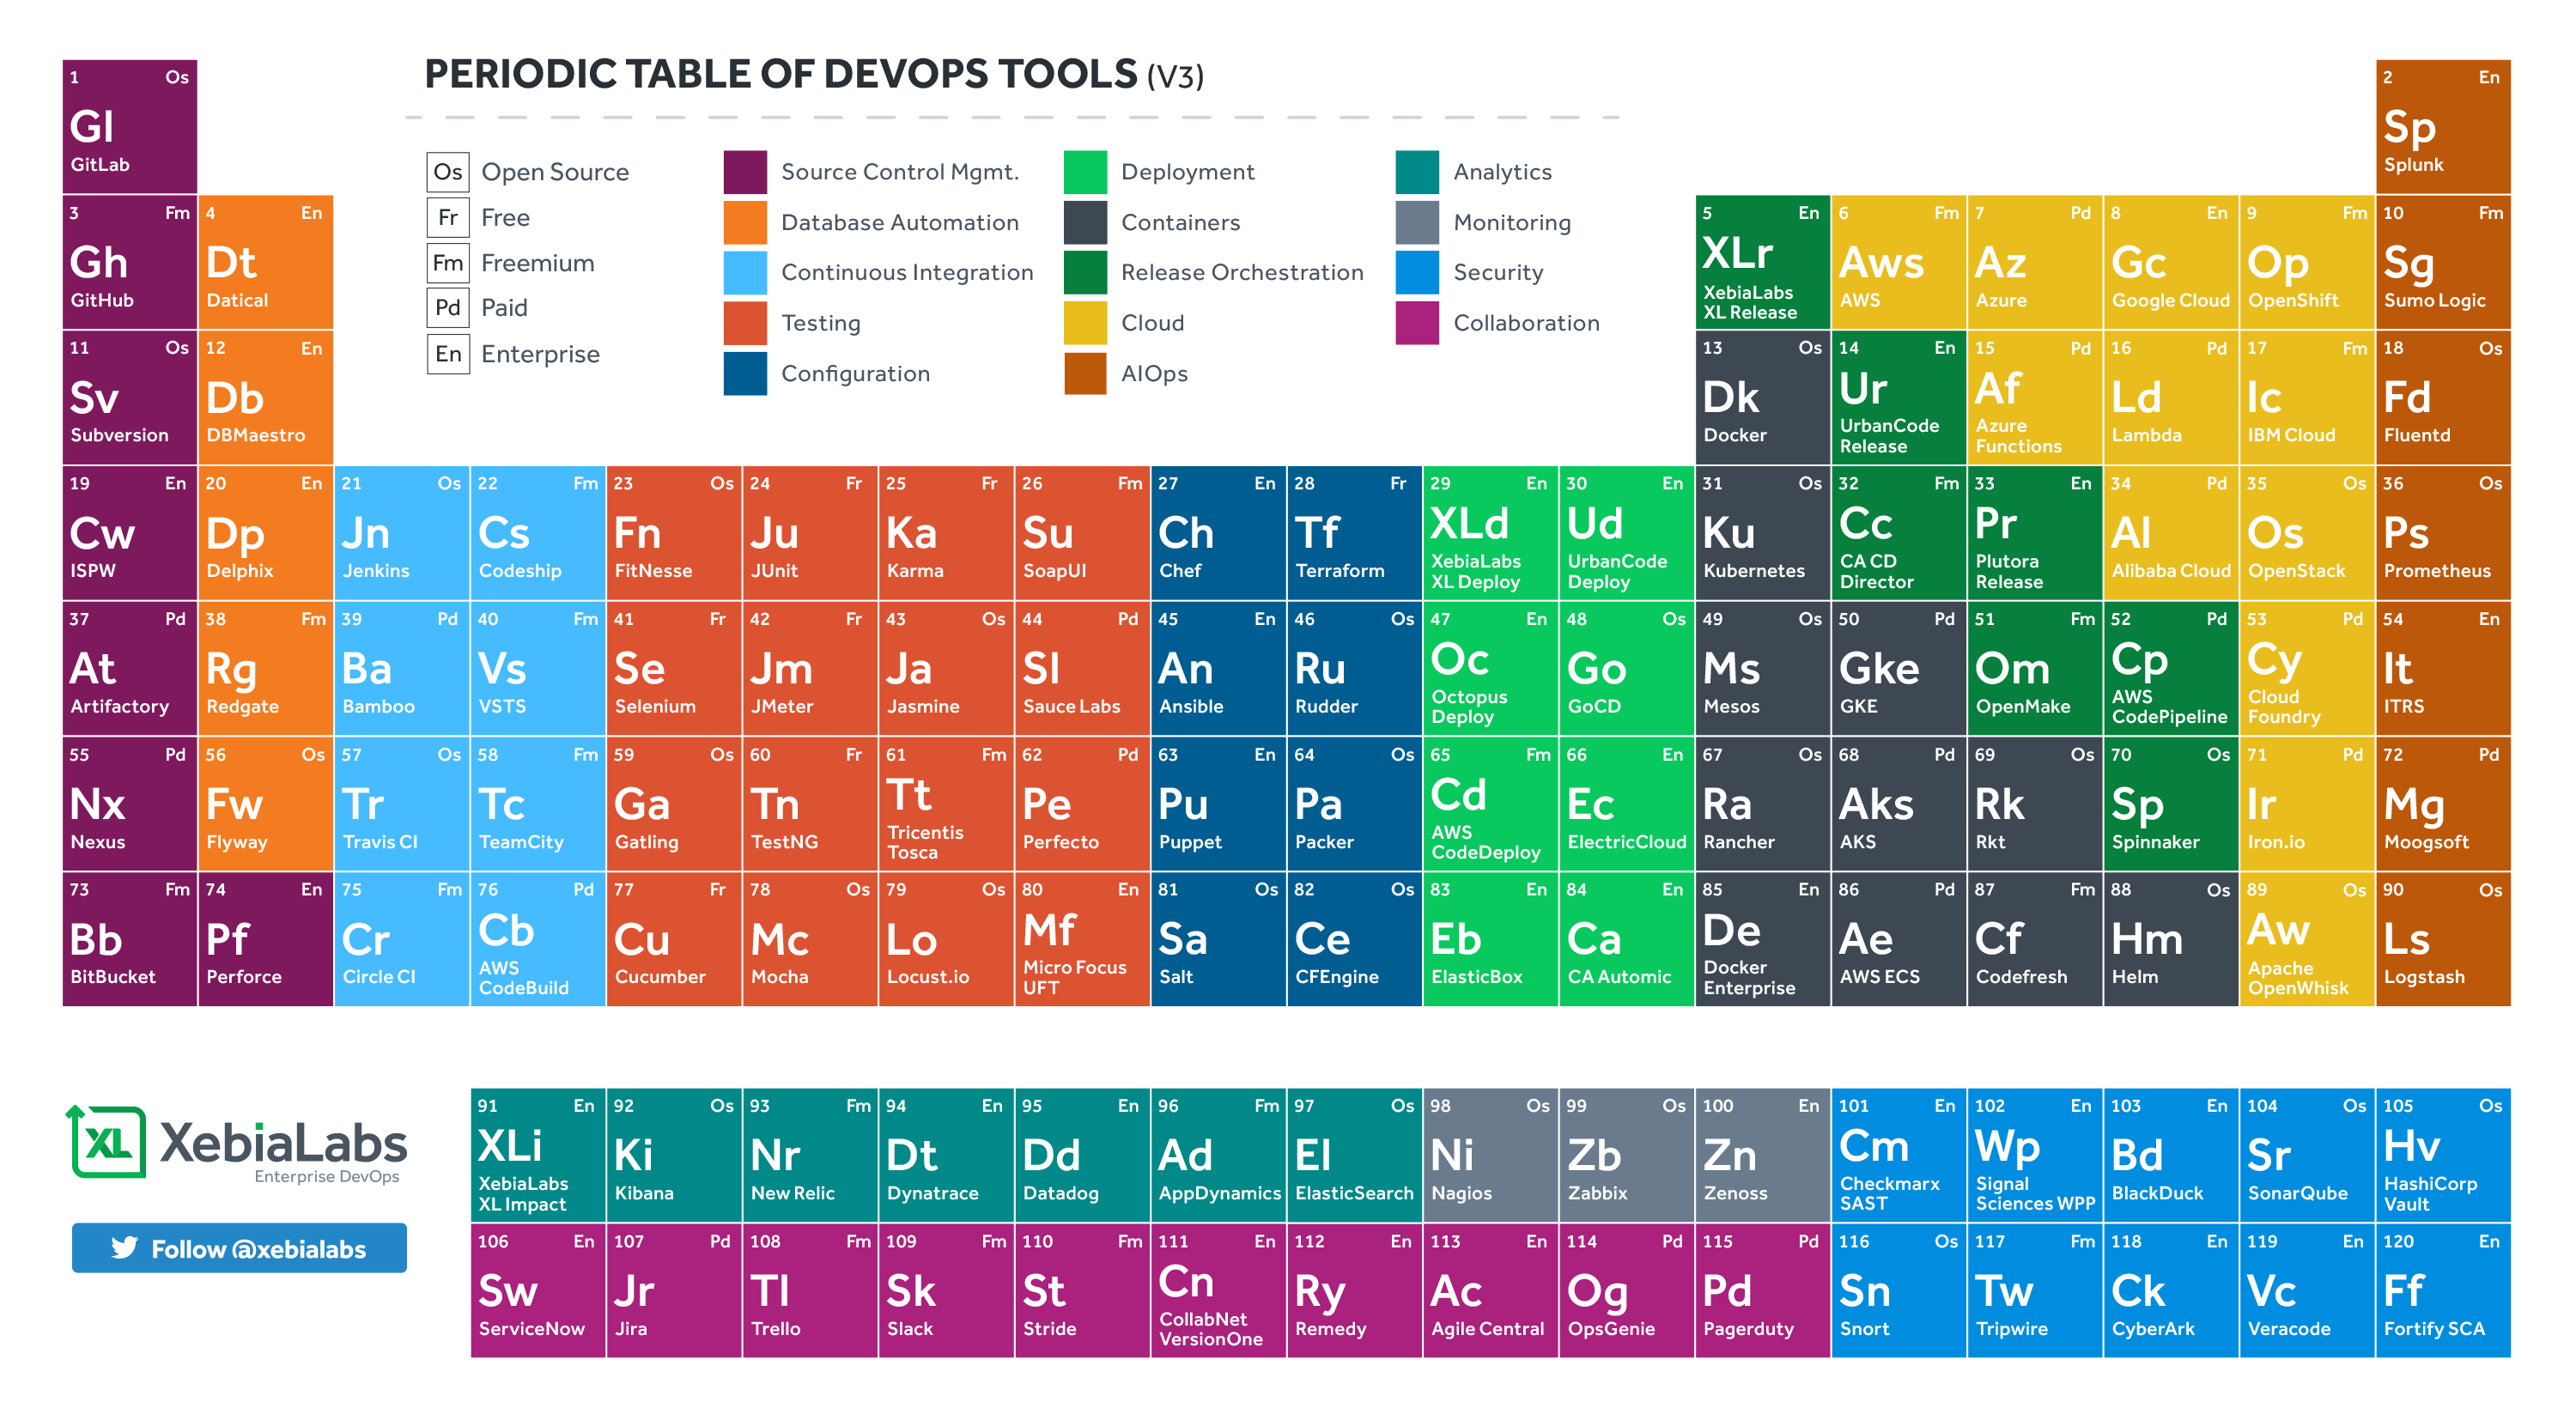 PERIODIC TABLE OF DEVOPS TOOLS (V3)
Os Open Source
Fr Free
Fm Freemium
Pd Paid
En Enterprise
Source Control Mgmt.
Database Automation
Continuous Integration
Testing
Configuration
Deployment
Containers
Release Orchestration
Cloud
AIOps
Analytics
Monitoring
Security
Collaboration
1 Os
Gl
GitLab
2 En
Sp
Splunk
3 Fm
Gh
GitHub
4 En
Dt
Datical
5 En
XLr
XebiaLabs
XL Release
6 Fm
Aws
AWS
7 Pd
Az
Azure
8 En
Gc
Google Cloud
9 Fm
Op
OpenShift
10 Fm
Sg
Sumo Logic
11 Os
Sv
Subversion
12 En
Db
DBMaestro
13 Os
Dk
Docker
14 En
Ur
UrbanCode
Release
15 Pd
Af
Azure
Functions
16 Pd
Ld
Lambda
17 Fm
Ic
IBM Cloud
18 Os
Fd
Fluentd
19 En
Cw
ISPW
20 En
Dp
Delphix
21 Os
Jn
Jenkins
22 Fm
Cs
Codeship
23 Os
Fn
FitNesse
24 Fr
Ju
JUnit
25 Fr
Ka
Karma
26 Fm
Su
SoapUI
27 En
Ch
Chef
28 Fr
Tf
Terraform
29 En
XLd
XebiaLabs
XL Deploy
30 En
Ud
UrbanCode
Deploy
31 Os
Ku
Kubernetes
32 Fm
Cc
CA CD
Director
33 En
Pr
Plutora
Release
34 Pd
Al
Alibaba Cloud
35 Os
Os
OpenStack
36 Os
Ps
Prometheus
37 Pd
At
Artifactory
38 Fm
Rg
Redgate
39 Pd
Ba
Bamboo
40 Fm
Vs
VSTS
41 Fr
Se
Selenium
42 Fr
Jm
JMeter
43 Os
Ja
Jasmine
44 Pd
Sl
Sauce Labs
45 En
An
Ansible
46 Os
Ru
Rudder
47 En
Oc
Octopus
Deploy
48 Os
Go
GoCD
49 Os
Ms
Mesos
50 Pd
Gke
GKE
51 Fm
Om
OpenMake
52 Pd
Cp
AWS
CodePipeline
53 Pd
Cy
Cloud
Foundry
54 En
It
ITRS
55 Pd
Nx
Nexus
56 Os
Fw
Flyway
57 Os
Tr
Travis CI
58 Fm
Tc
TeamCity
59 Os
Ga
Gatling
60 Fr
Tn
TestNG
61 Fm
Tt
Tricentis
Tosca
62 Pd
Pe
Perfecto
63 En
Pu
Puppet
64 Os
Pa
Packer
65 Fm
Cd
AWS
CodeDeploy
66 En
Ec
ElectricCloud
67 Os
Ra
Rancher
68 Pd
Aks
AKS
69 Os
Rk
Rkt
70 Os
Sp
Spinnaker
71 Pd
Ir
Iron.io
72 Pd
Mg
Moogsoft
73 Fm
Bb
BitBucket
74 En
Pf
Perforce
75 Fm
Cr
Circle CI
76 Pd
Cb
AWS
CodeBuild
77 Fr
Cu
Cucumber
78 Os
Mc
Mocha
79 Os
Lo
Locust.io
80 En
Mf
Micro Focus
UFT
81 Os
Sa
Salt
82 Os
Ce
CFEngine
83 En
Eb
ElasticBox
84 En
Ca
CA Automic
85 En
De
Docker
Enterprise
86 Pd
Ae
AWS ECS
87 Fm
Cf
Codefresh
88 Os
Hm
Helm
89 Os
Aw
Apache
OpenWhisk
90 Os
Ls
Logstash
XL XebiaLabs
Enterprise DevOps
Follow @xebialabs
91 En
XLi
XebiaLabs
XL Impact
92 Os
Ki
Kibana
93 Fm
Nr
New Relic
94 En
Dt
Dynatrace
95 En
Dd
Datadog
96 Fm
Ad
AppDynamics
97 Os
El
ElasticSearch
98 Os
Ni
Nagios
99 Os
Zb
Zabbix
100 En
Zn
Zenoss
101 En
Cm
Checkmarx
SAST
102 En
Wp
Signal
Sciences WPP
103 En
Bd
BlackDuck
104 Os
Sr
SonarQube
105 Os
Hv
HashiCorp
Vault
106 En
Sw
ServiceNow
107 Pd
Jr
Jira
108 Fm
Tl
Trello
109 Fm
Sk
Slack
110 Fm
St
Stride
111 En
Cn
CollabNet
VersionOne
112 En
Ry
Remedy
113 En
Ac
Agile Central
114 Pd
Og
OpsGenie
115 Pd
Pd
Pagerduty
116 Os
Sn
Snort
117 Fm
Tw
Tripwire
118 En
Ck
CyberArk
119 En
Vc
Veracode
120 En
Ff
Fortify SCA